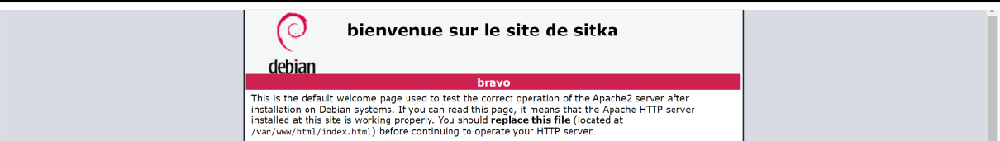 bienvenue sur le site de sitka
debian
bravo
This is the default welcome page used to test the correct operation of the Apache2 server after
installation on Debian systems. If you can read this page, it means that the Apache HTTP server
installed at this site is working properly. You should replace this file (located at
/var/www/html/index.html) before continuing to operate your HTTP server.